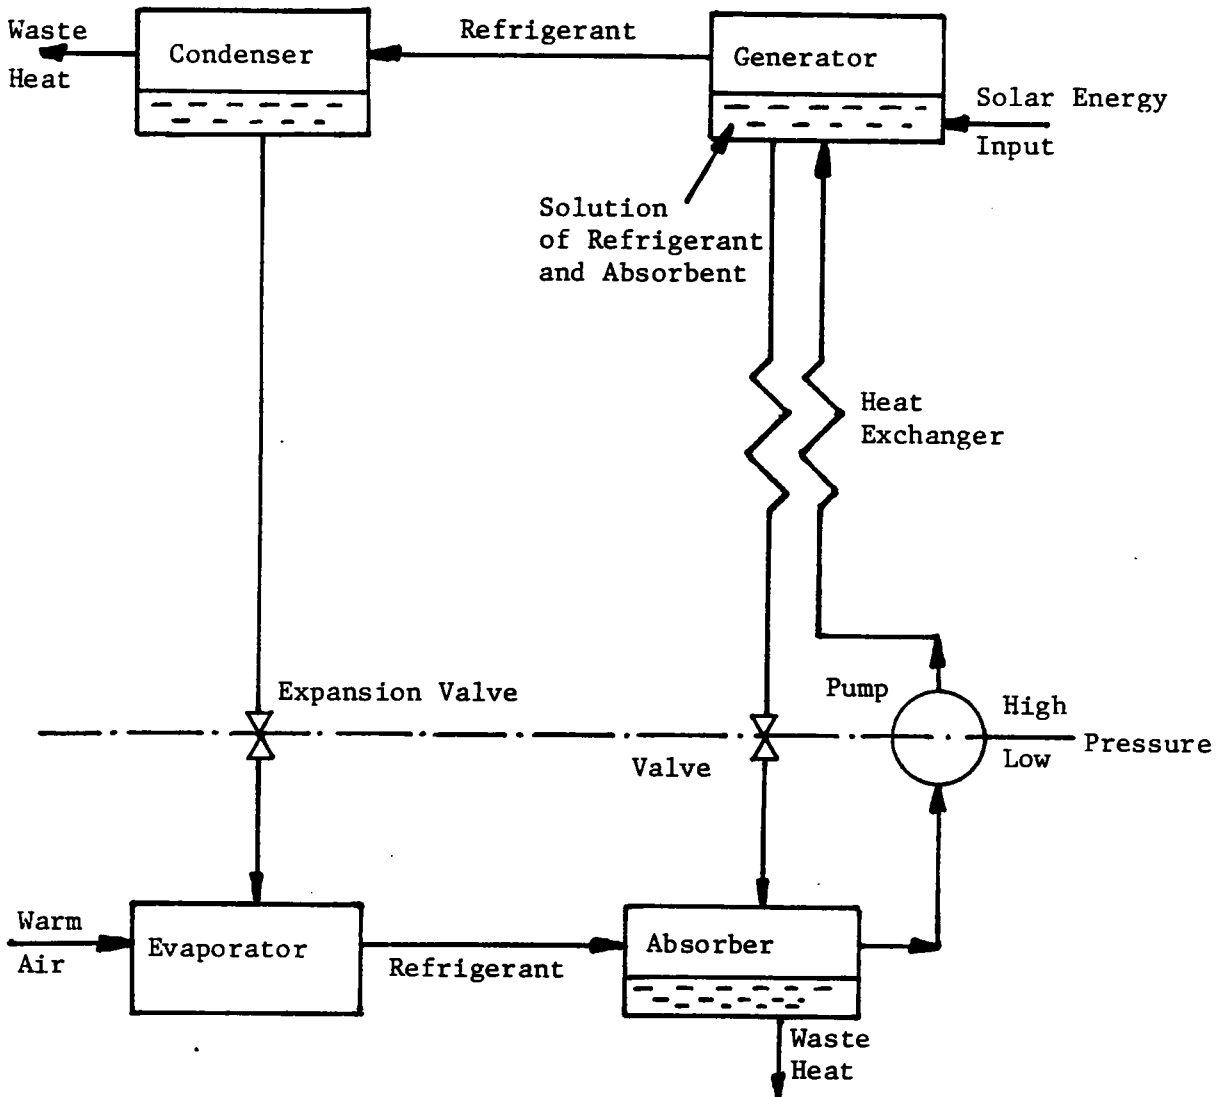 Waste
Heat
Condenser
Refrigerant
Generator
Solar Energy
Input
Solution
of Refrigerant
and Absorbent
Heat
Exchanger
Expansion Valve
Pump
High
Low
Pressure
Valve
Warm
Air
Evaporator
Refrigerant
Absorber
Waste
Heat